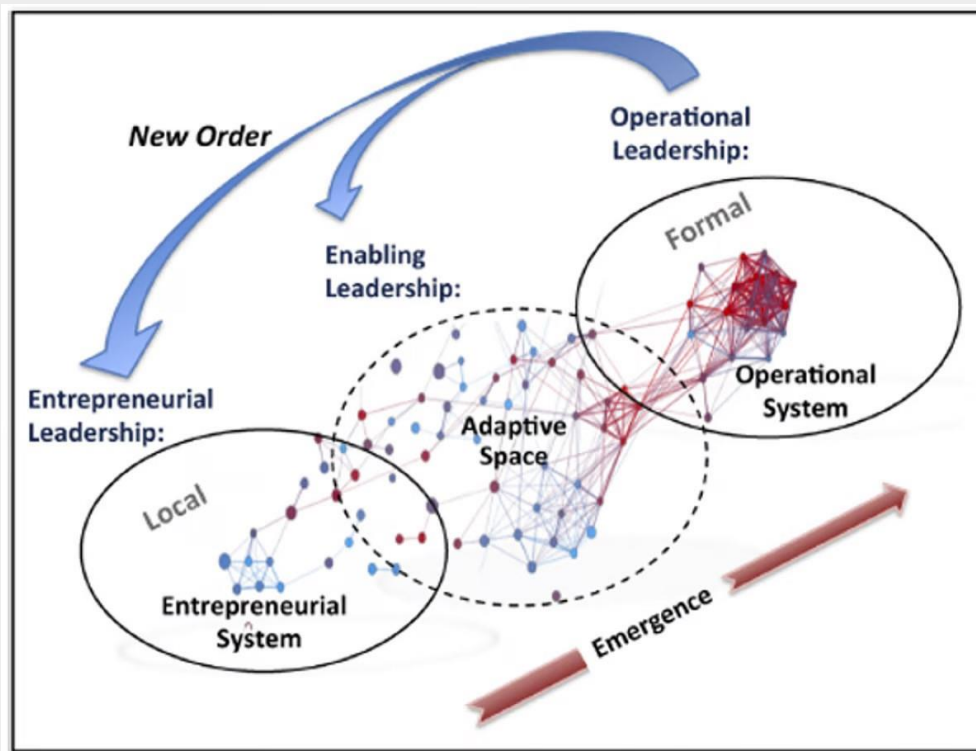 New Order
Operational
Leadership:
Enabling
Leadership:
Formal
Entrepreneurial
Leadership:
Adaptive
Space
Operational
System
Local
Entrepreneurial
System
Emergence